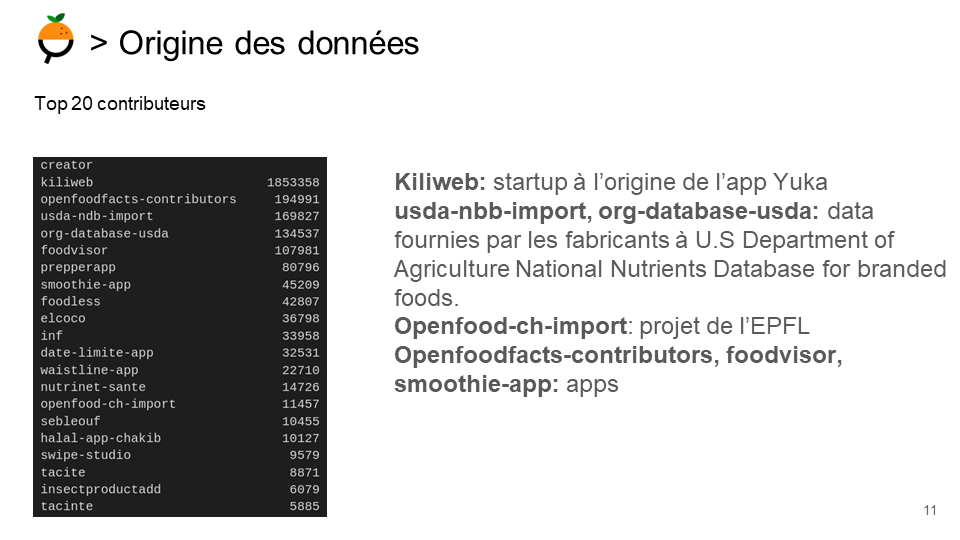 > Origine des données
Top 20 contributeurs
creator
kiliweb 1853358
openfoodfacts-contributors 194991
usda-ndb-import 169827
org-database-usda 134537
foodvisor 107981
prepperapp 80796
smoothie-app 45209
foodless 42807
elcoco 36798
inf 33958
date-limite-app 32531
waistline-app 22710
nutrinet-sante 14726
openfood-ch-import 11457
sebleouf 10455
halal-app-chakib 10127
swipe-studio 9579
tacite 8871
insectproductadd 6079
tacinte 5885
Kiliweb: startup à l’origine de l’app Yuka
usda-nbb-import, org-database-usda: data
fournies par les fabricants à U.S Department of
Agriculture National Nutrients Database for branded
foods.
Openfood-ch-import: projet de l’EPFL
Openfoodfacts-contributors, foodvisor,
smoothie-app: apps
11